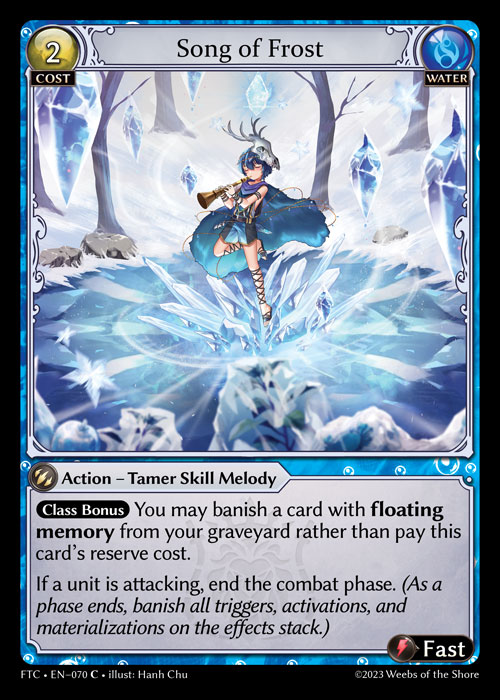 2
Song of Frost
COST
WATER
Action – Tamer Skill Melody
Class Bonus You may banish a card with floating
memory from your graveyard rather than pay this
card's reserve cost.
If a unit is attacking, end the combat phase. (As a
phase ends, banish all triggers, activations, and
materializations on the effects stack.)
Fast
FTC • EN–070 C • illust: Hanh Chu
©2023 Weebs of the Shore